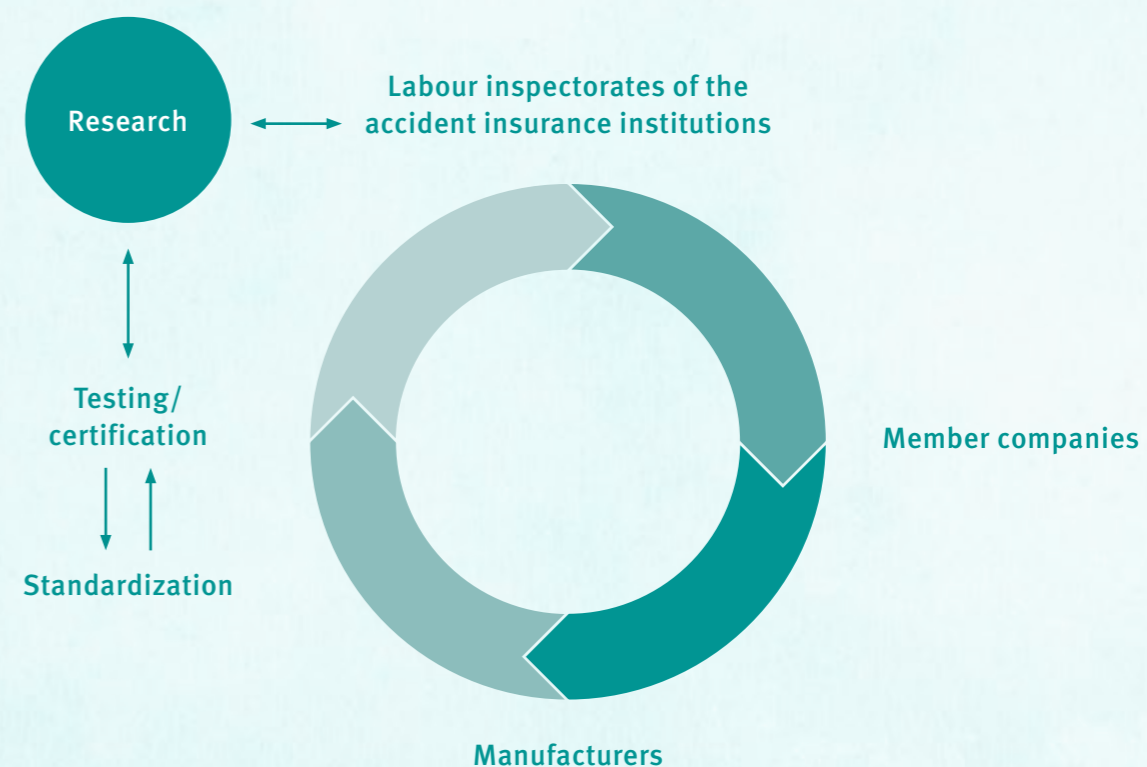 Research
Labour inspectorates of the
accident insurance institutions
Testing/
certification
Member companies
Standardization
Manufacturers